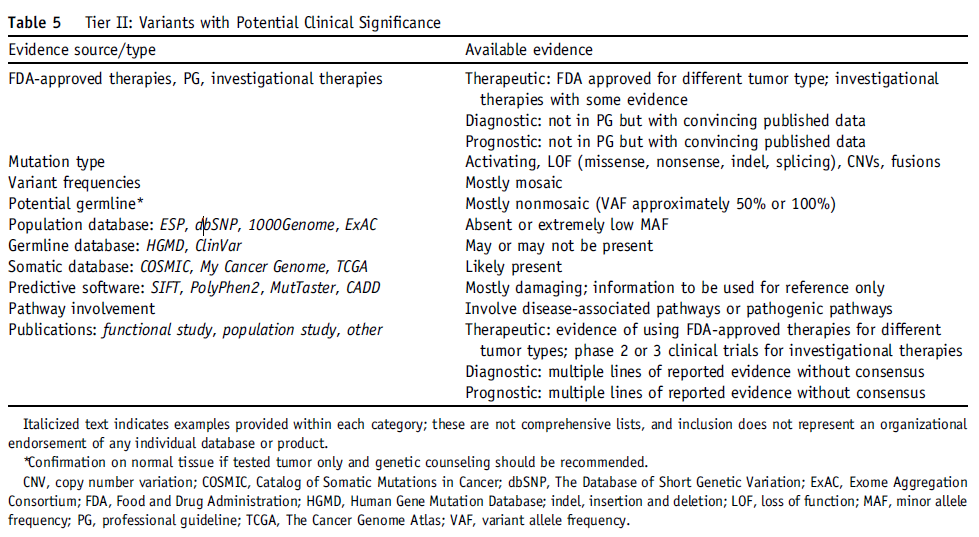 Table 5 Tier II: Variants with Potential Clinical Significance
Evidence source/type Available evidence
FDA-approved therapies, PG, investigational therapies Therapeutic: FDA approved for different tumor type; investigational
therapies with some evidence
Diagnostic: not in PG but with convincing published data
Prognostic: not in PG but with convincing published data
Mutation type Activating, LOF (missense, nonsense, indel, splicing), CNVs, fusions
Variant frequencies Mostly mosaic
Potential germline* Mostly nonmosaic (VAF approximately 50% or 100%)
Population database: ESP, dbSNP, 1000Genome, ExAC Absent or extremely low MAF
Germline database: HGMD, ClinVar May or may not be present
Somatic database: COSMIC, My Cancer Genome, TCGA Likely present
Predictive software: SIFT, PolyPhen2, MutTaster, CADD Mostly damaging; information to be used for reference only
Pathway involvement Involve disease-associated pathways or pathogenic pathways
Publications: functional study, population study, other Therapeutic: evidence of using FDA-approved therapies for different
tumor types; phase 2 or 3 clinical trials for investigational therapies
Diagnostic: multiple lines of reported evidence without consensus
Prognostic: multiple lines of reported evidence without consensus
Italicized text indicates examples provided within each category; these are not comprehensive lists, and inclusion does not represent an organizational
endorsement of any individual database or product.
*Confirmation on normal tissue if tested tumor only and genetic counseling should be recommended.
CNV, copy number variation; COSMIC, Catalog of Somatic Mutations in Cancer; dbSNP, The Database of Short Genetic Variation; ExAC, Exome Aggregation
Consortium; FDA, Food and Drug Administration; HGMD, Human Gene Mutation Database; indel, insertion and deletion; LOF, loss of function; MAF, minor allele
frequency; PG, professional guideline; TCGA, The Cancer Genome Atlas; VAF, variant allele frequency.